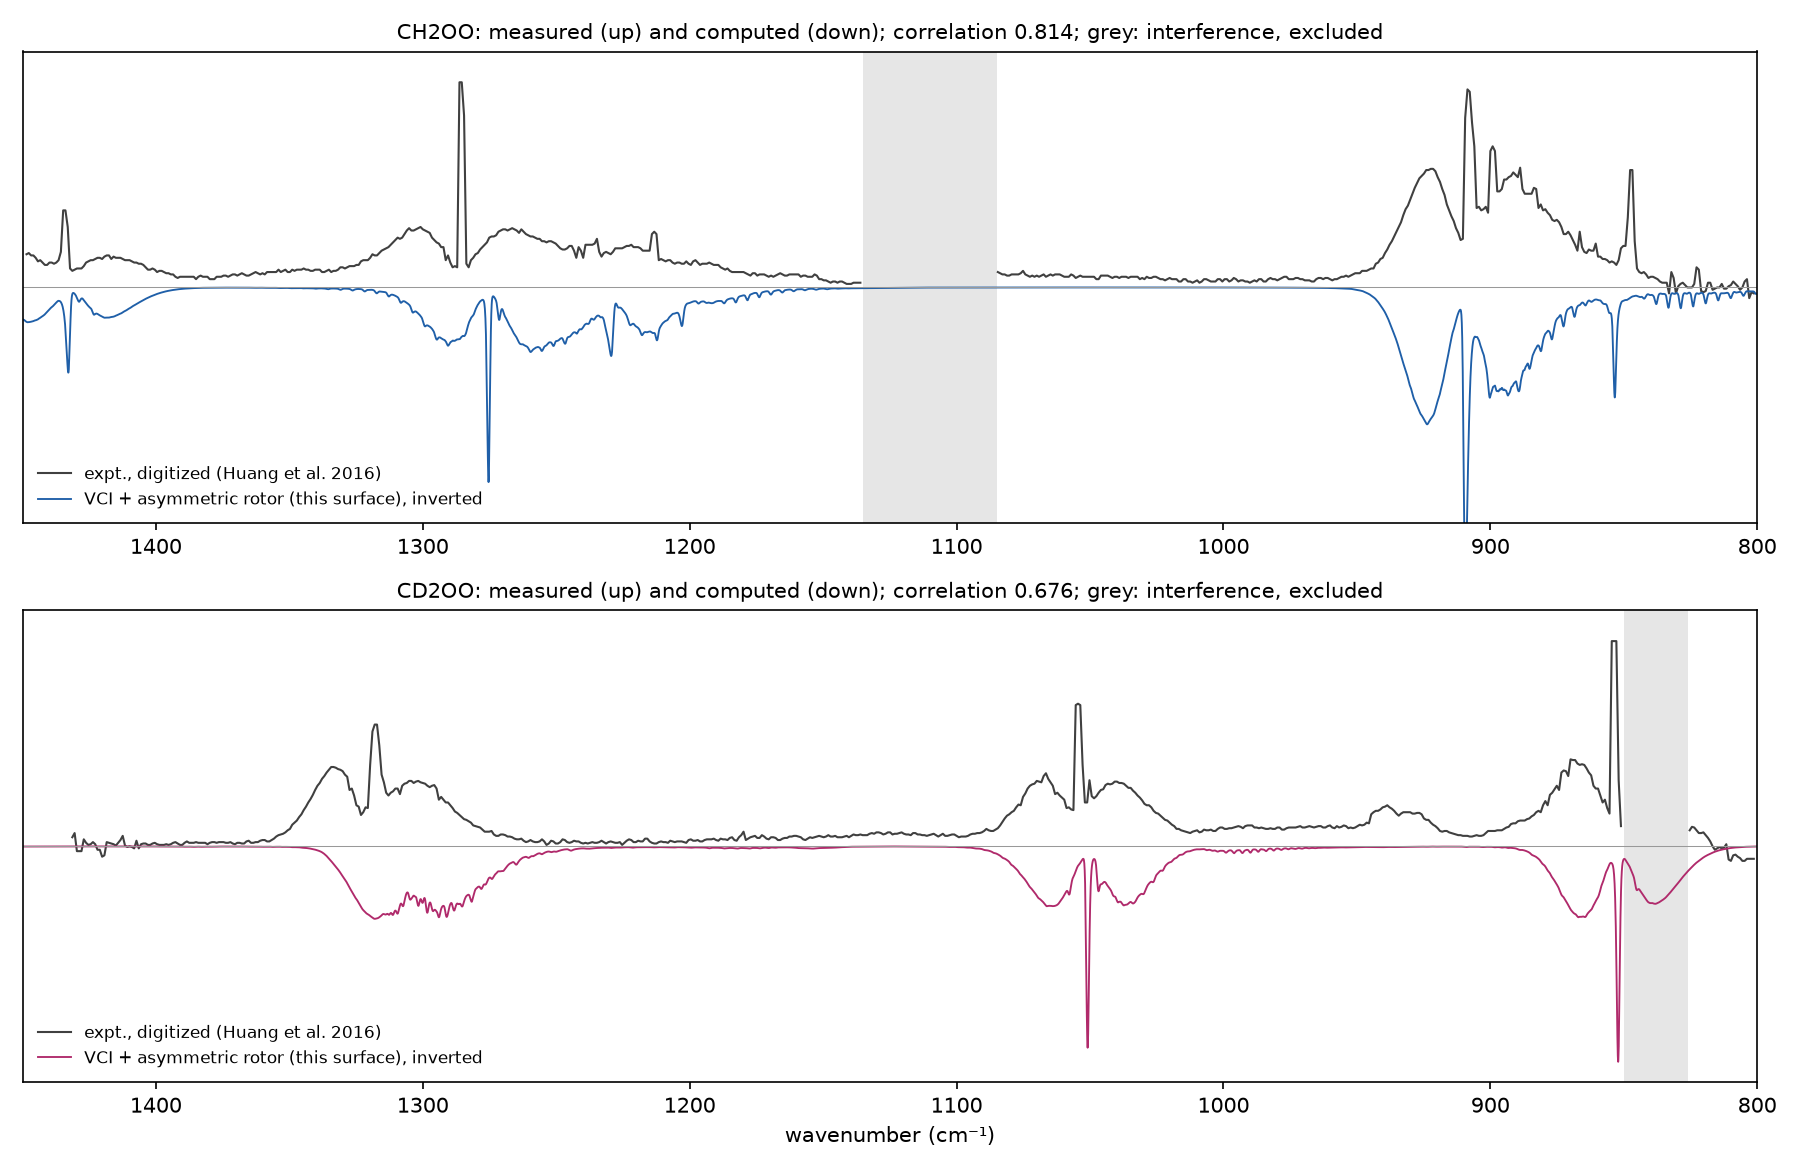 CH2OO: measured (up) and computed (down); correlation 0.814; grey: interference, excluded
expt., digitized (Huang et al. 2016)
VCI + asymmetric rotor (this surface), inverted
1400 1300 1200 1100 1000 900 800
CD2OO: measured (up) and computed (down); correlation 0.676; grey: interference, excluded
expt., digitized (Huang et al. 2016)
VCI + asymmetric rotor (this surface), inverted
1400 1300 1200 1100 1000 900 800
wavenumber (cm⁻¹)